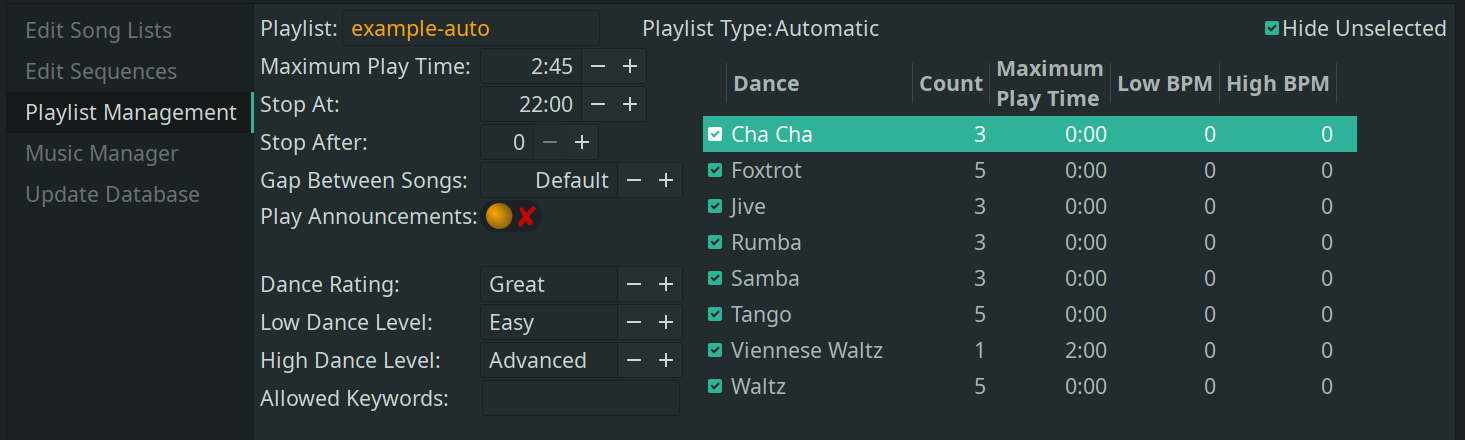 Edit Song Lists
Edit Sequences
Playlist Management
Music Manager
Update Database
Playlist: example-auto
Maximum Play Time: 2:45 − +
Stop At: 22:00 − +
Stop After: 0 − +
Gap Between Songs: Default − +
Play Announcements: ✘
Dance Rating: Great − +
Low Dance Level: Easy − +
High Dance Level: Advanced − +
Allowed Keywords:
Playlist Type: Automatic
Hide Unselected
Dance Count Maximum Play Time Low BPM High BPM
Cha Cha 3 0:00 0 0
Foxtrot 5 0:00 0 0
Jive 3 0:00 0 0
Rumba 3 0:00 0 0
Samba 3 0:00 0 0
Tango 5 0:00 0 0
Viennese Waltz 1 2:00 0 0
Waltz 5 0:00 0 0